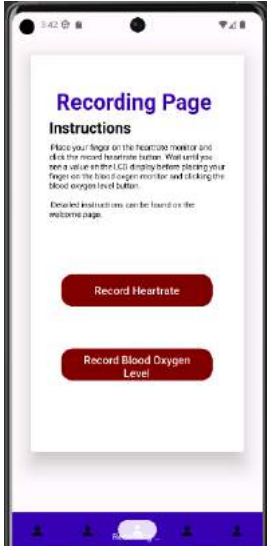 3:42
Recording Page
Instructions
Place your finger on the heartrate monitor and
click the record heartrate button. Wait until you
see a value on the LCD display before placing your
finger on the blood oxygen monitor and clicking the
blood oxygen level button.
Detailed instructions can be found on the
welcome page.
Record Heartrate
Record Blood Oxygen
Level